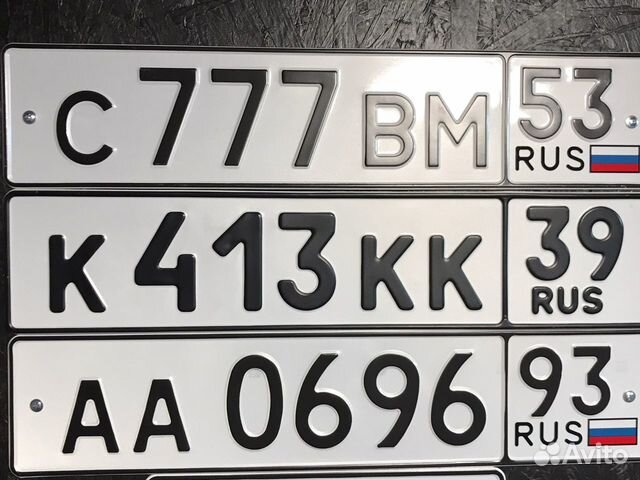 С 777 ВМ 53 RUS
К 413 КК 39 RUS
АА 0696 93 RUS
Avito